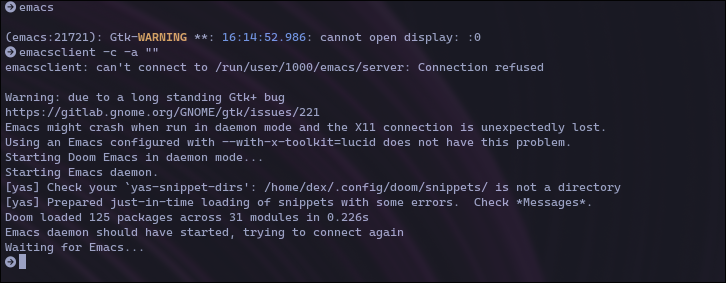 emacs
(emacs:21721): Gtk-WARNING **: 16:14:52.986: cannot open display: :0
emacsclient -c -a ""
emacsclient: can't connect to /run/user/1000/emacs/server: Connection refused
Warning: due to a long standing Gtk+ bug
https://gitlab.gnome.org/GNOME/gtk/issues/221
Emacs might crash when run in daemon mode and the X11 connection is unexpectedly lost.
Using an Emacs configured with --with-x-toolkit=lucid does not have this problem.
Starting Doom Emacs in daemon mode...
Starting Emacs daemon.
[yas] Check your `yas-snippet-dirs': /home/dex/.config/doom/snippets/ is not a directory
[yas] Prepared just-in-time loading of snippets with some errors.  Check *Messages*.
Doom loaded 125 packages across 31 modules in 0.226s
Emacs daemon should have started, trying to connect again
Waiting for Emacs...